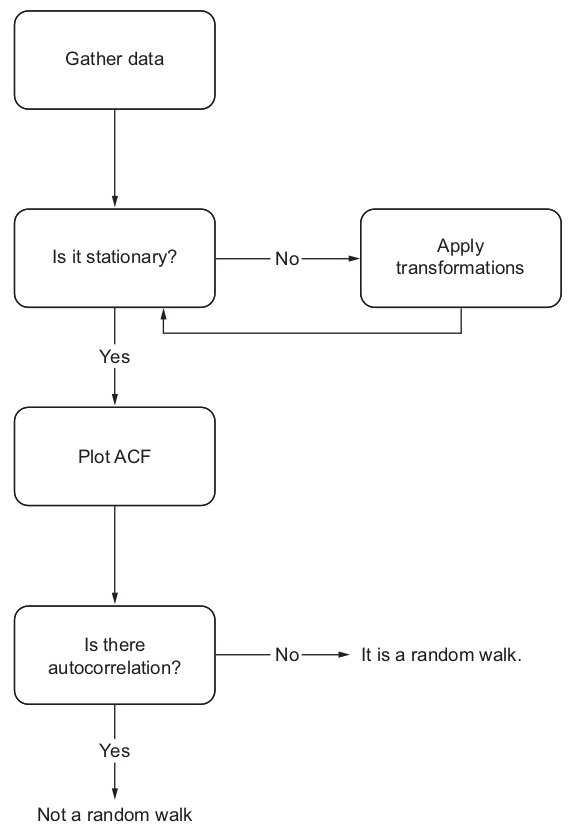 Gather data
Is it stationary?
No
Apply
transformations
Yes
Plot ACF
Is there
autocorrelation?
No
It is a random walk.
Yes
Not a random walk